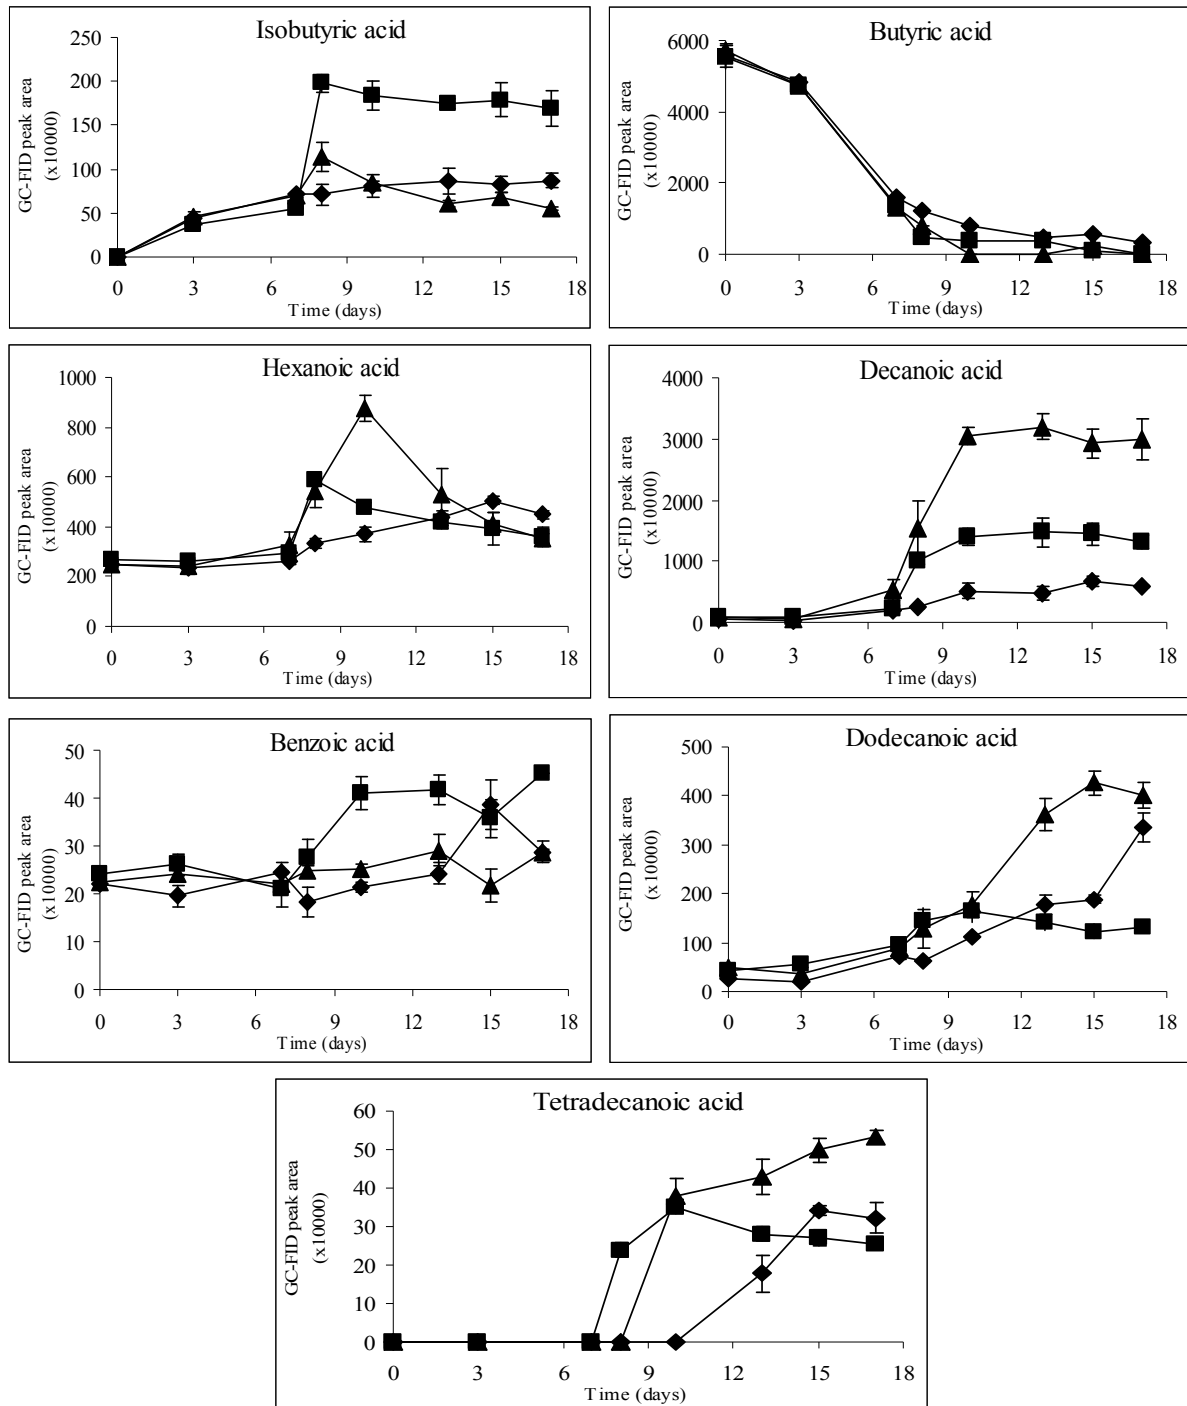 Isobutyric acid
GC-FID peak area
(x10000)
250
200
150
100
50
0
0 3 6 9 12 15 18
Time (days)
Butyric acid
GC-FID peak area
(x10000)
6000
4000
2000
0
0 3 6 9 12 15 18
Time (days)
Hexanoic acid
GC-FID peak area
(x10000)
1000
800
600
400
200
0
0 3 6 9 12 15 18
Time (days)
Decanoic acid
GC-FID peak area
(x10000)
4000
3000
2000
1000
0
0 3 6 9 12 15 18
Time (days)
Benzoic acid
GC-FID peak area
(x10000)
50
40
30
20
10
0
0 3 6 9 12 15 18
Time (days)
Dodecanoic acid
GC-FID peak area
(x10000)
500
400
300
200
100
0
0 3 6 9 12 15 18
Time (days)
Tetradecanoic acid
GC-FID peak area
(x10000)
60
50
40
30
20
10
0
0 3 6 9 12 15 18
Time (days)